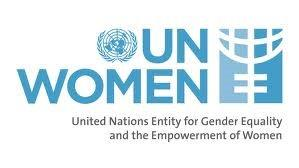 UN
WOMEN
United Nations Entity for Gender Equality
and the Empowerment of Women